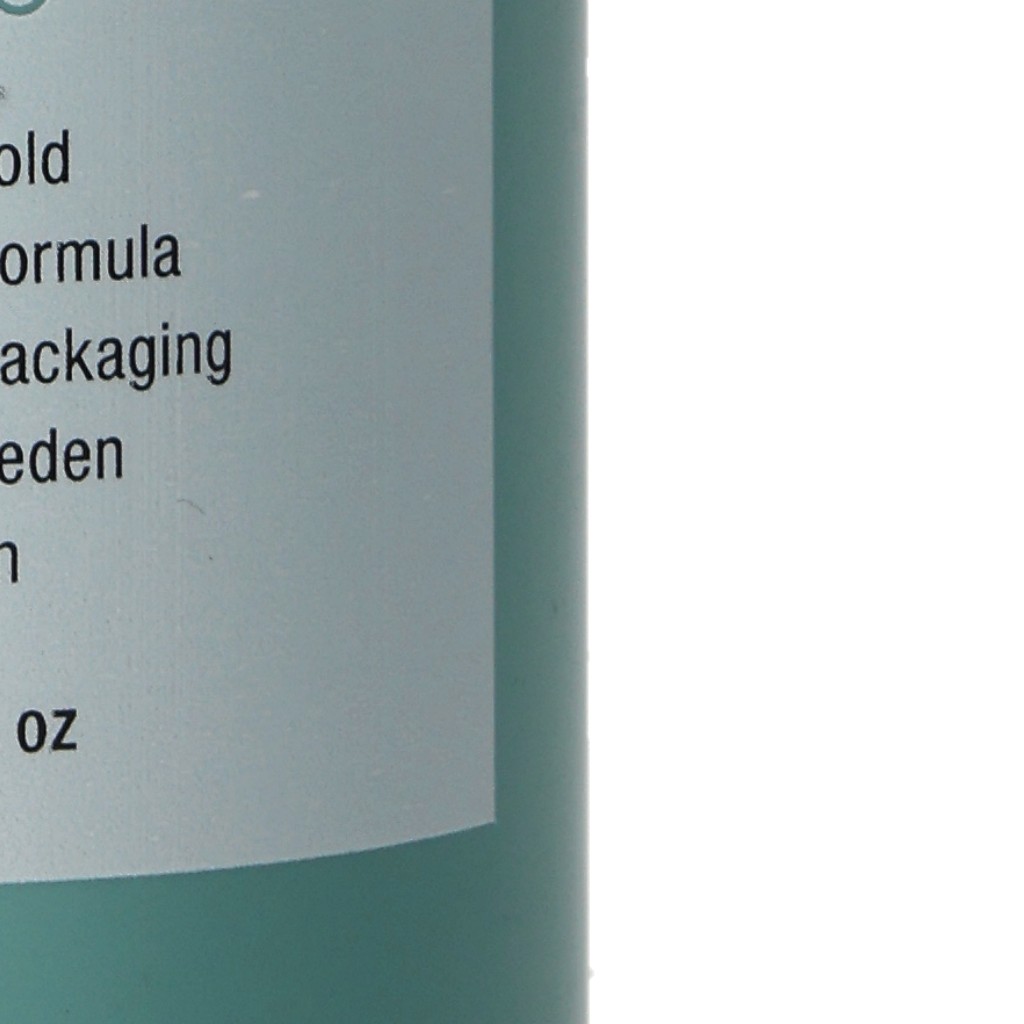 old
ormula
ackaging
eden
n
oz